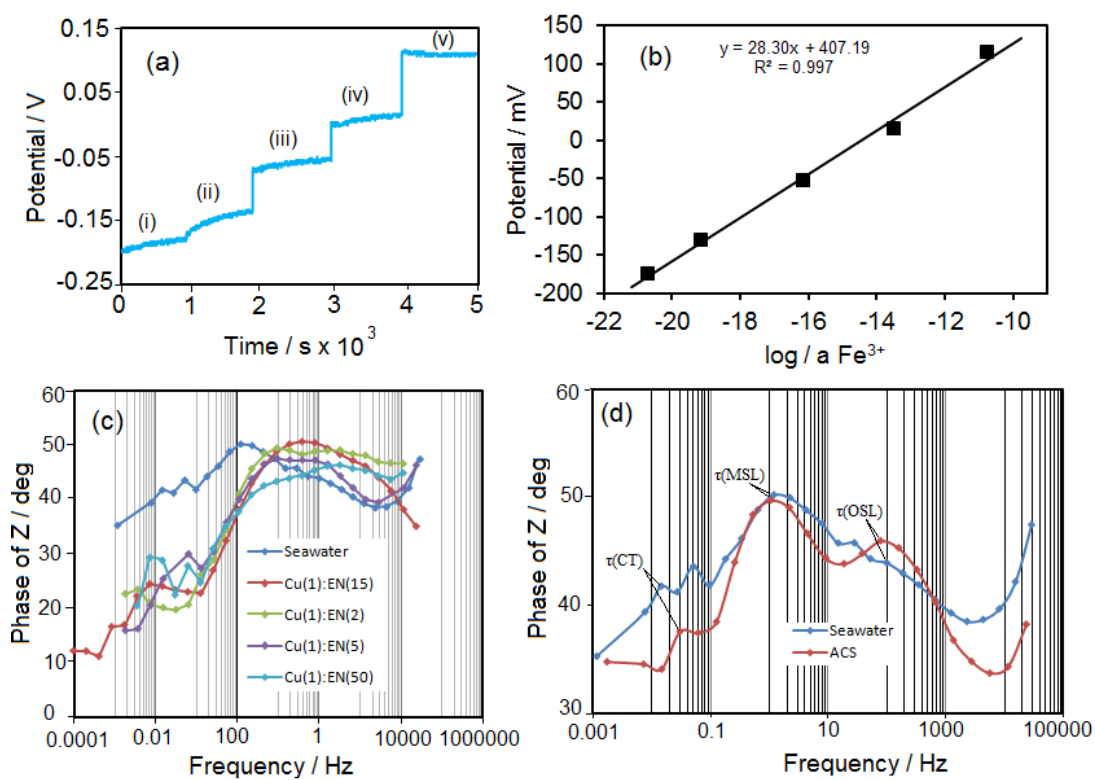 (a)
(i)
(ii)
(iii)
(iv)
(v)
0.15
0.05
-0.05
-0.15
-0.25
Potential / V
0 1 2 3 4 5
Time / s x 10³
(b)
y = 28.30x + 407.19
R² = 0.997
150
100
50
0
-50
-100
-150
-200
Potential / mV
-22 -20 -18 -16 -14 -12 -10
log / a Fe³⁺
(c)
60
50
40
30
20
10
0
Phase of Z / deg
Seawater
Cu(1):EN(15)
Cu(1):EN(2)
Cu(1):EN(5)
Cu(1):EN(50)
0.0001 0.01 100 1 10000 1000000
Frequency / Hz
(d)
60
50
40
30
Phase of Z / deg
τ(CT)
τ(MSL)
τ(OSL)
Seawater
ACS
0.001 0.1 10 1000 100000
Frequency / Hz